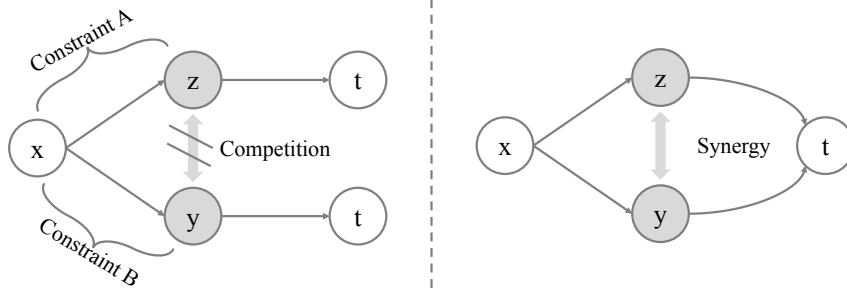 Constraint A
z
t
x
Competition
y
t
Constraint B
z
x
Synergy
t
y